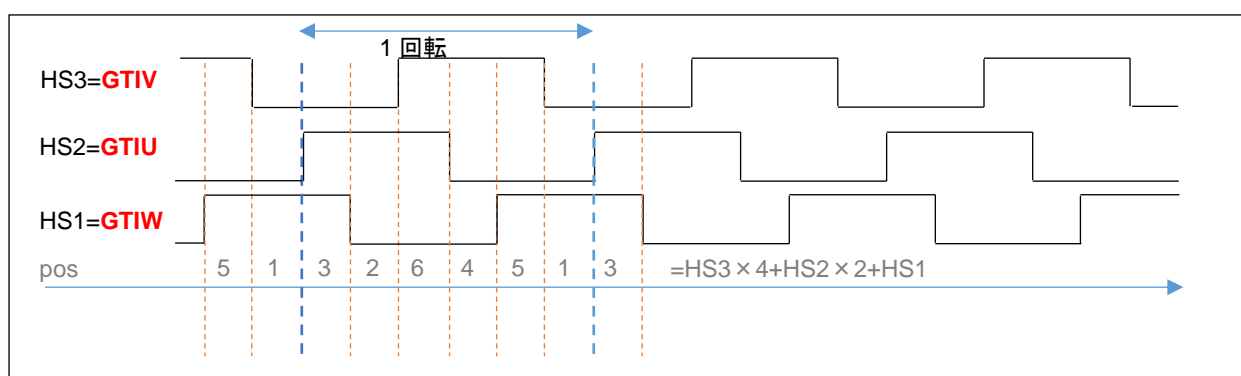 1 回転
HS3=GTIV
HS2=GTIU
HS1=GTIW
pos 5 1 3 2 6 4 5 1 3 =HS3×4+HS2×2+HS1